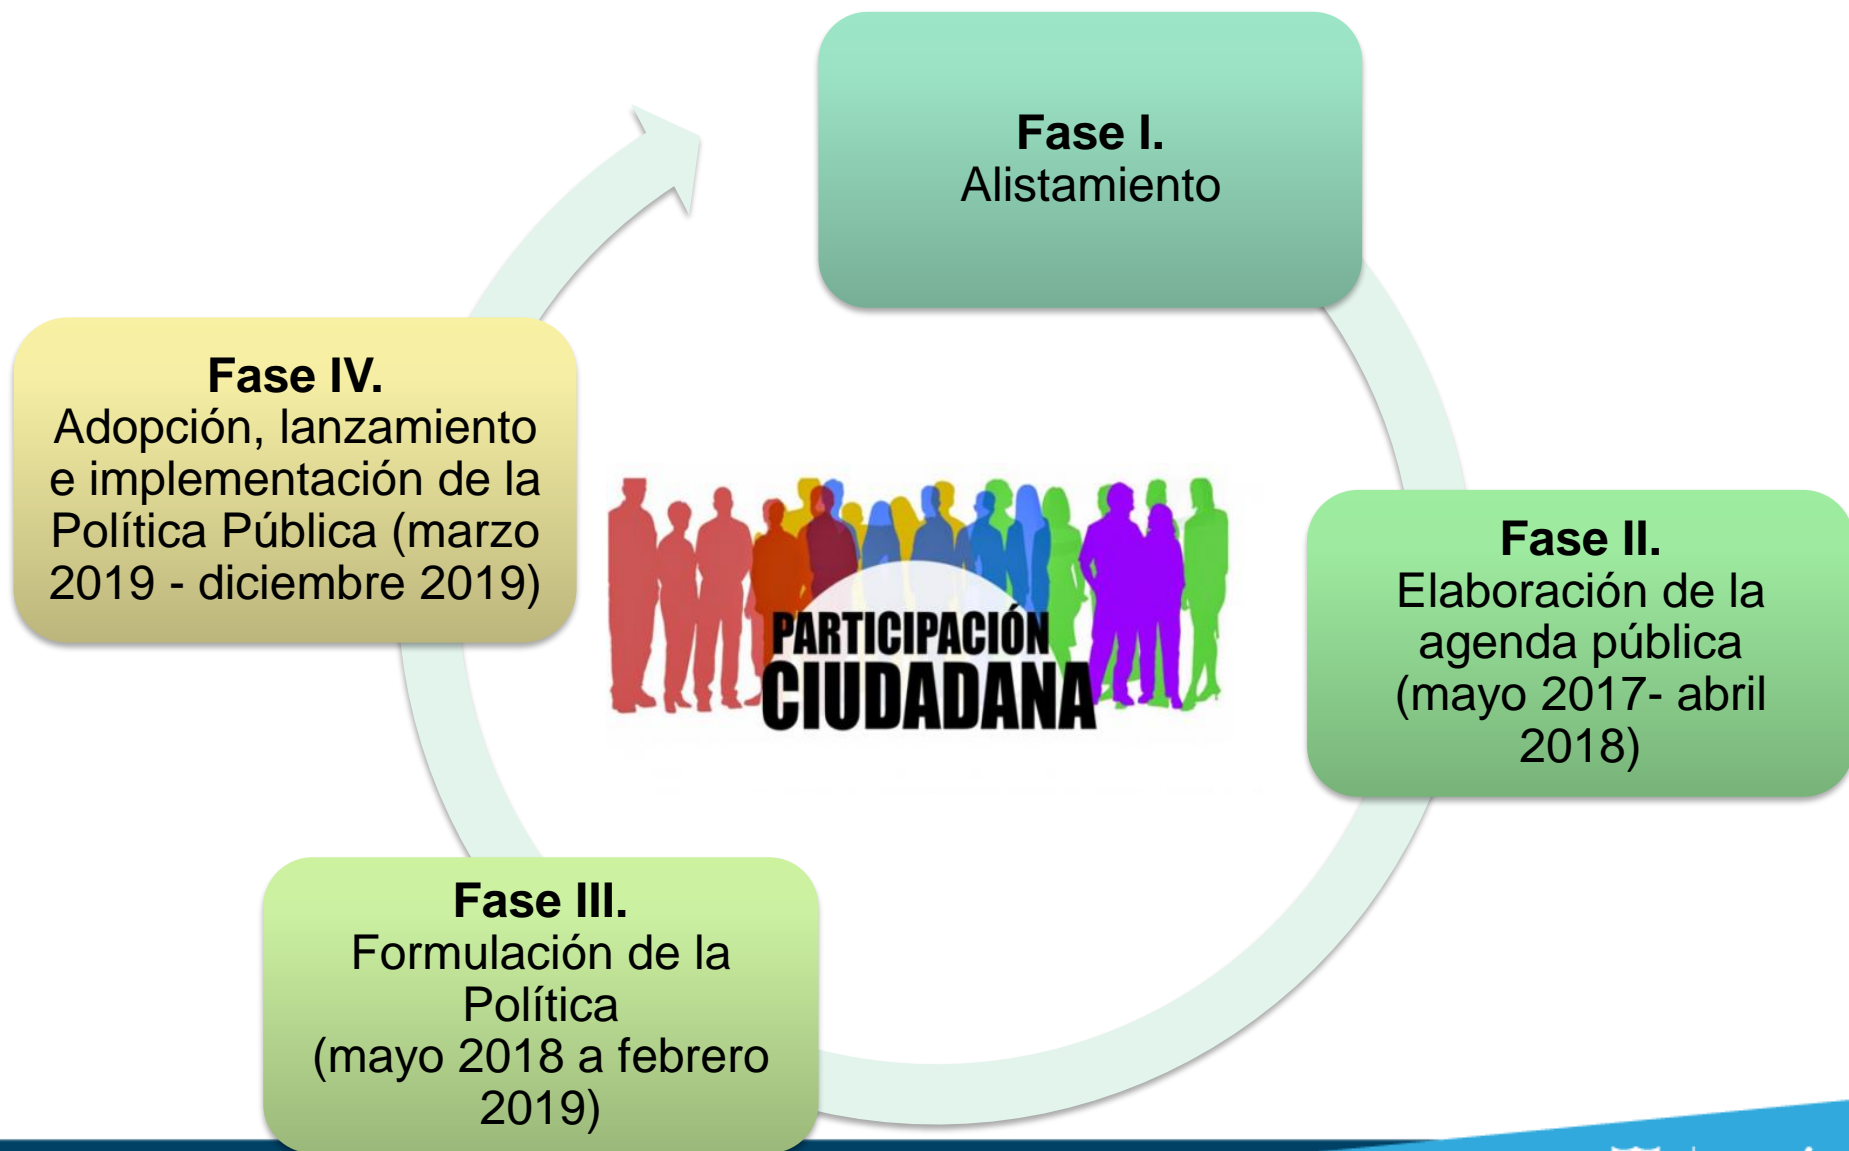 Fase I.
Alistamiento
Fase II.
Elaboración de la
agenda pública
(mayo 2017- abril
2018)
Fase III.
Formulación de la
Política
(mayo 2018 a febrero
2019)
Fase IV.
Adopción, lanzamiento
e implementación de la
Política Pública (marzo
2019 - diciembre 2019)
PARTICIPACIÓN
CIUDADANA